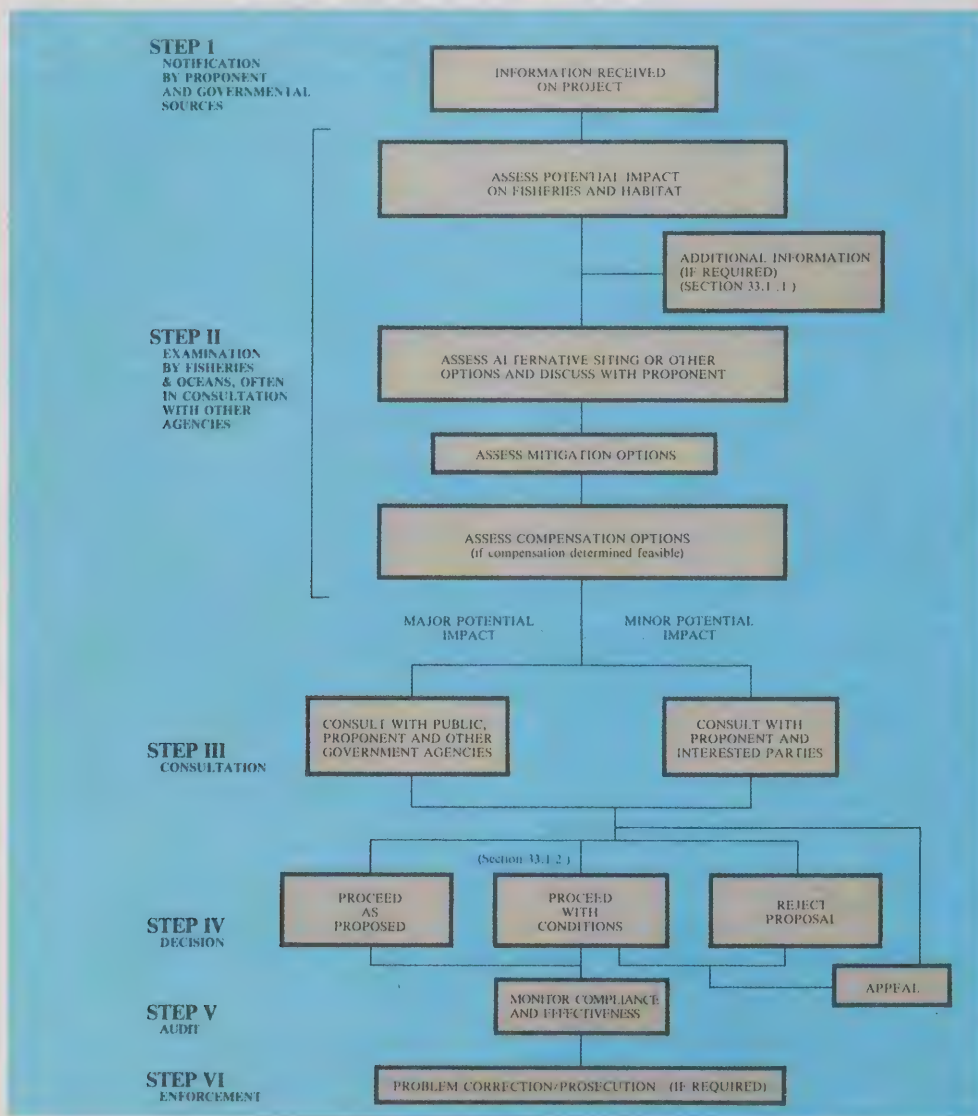 STEP I
NOTIFICATION
BY PROPONENT
AND GOVERNMENTAL
SOURCES
INFORMATION RECEIVED
ON PROJECT
ASSESS POTENTIAL IMPACT
ON FISHERIES AND HABITAT
ADDITIONAL INFORMATION
(IF REQUIRED)
(SECTION 33.1 .1 )
STEP II
EXAMINATION
BY FISHERIES
& OCEANS, OFTEN
IN CONSULTATION
WITH OTHER
AGENCIES
ASSESS ALTERNATIVE SITING OR OTHER
OPTIONS AND DISCUSS WITH PROPONENT
ASSESS MITIGATION OPTIONS
ASSESS COMPENSATION OPTIONS
(if compensation determined feasible)
MAJOR POTENTIAL
IMPACT
MINOR POTENTIAL
IMPACT
STEP III
CONSULTATION
CONSULT WITH PUBLIC,
PROPONENT AND OTHER
GOVERNMENT AGENCIES
CONSULT WITH
PROPONENT AND
INTERESTED PARTIES
(Section 33.1 2 )
STEP IV
DECISION
PROCEED
AS
PROPOSED
PROCEED
WITH
CONDITIONS
REJECT
PROPOSAL
APPEAL
STEP V
AUDIT
MONITOR COMPLIANCE
AND EFFECTIVENESS
STEP VI
ENFORCEMENT
PROBLEM CORRECTION/PROSECUTION (IF REQUIRED)